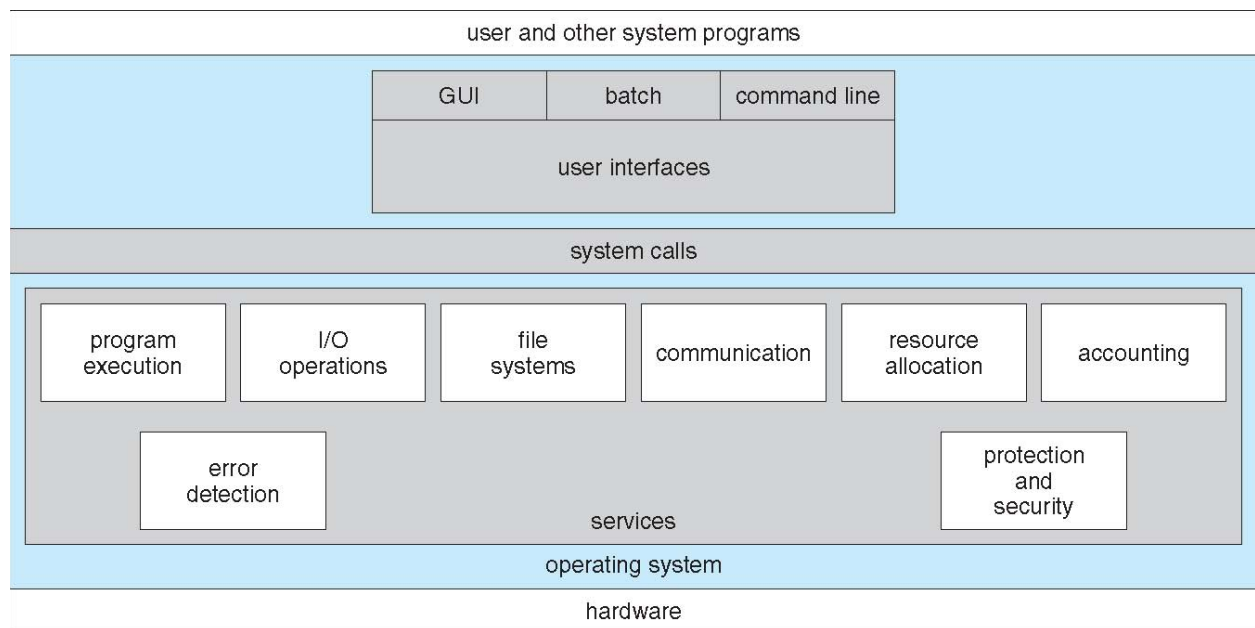 user and other system programs
GUI batch command line
user interfaces
system calls
program
execution
I/O
operations
file
systems
communication
resource
allocation
accounting
error
detection
protection
and
security
services
operating system
hardware